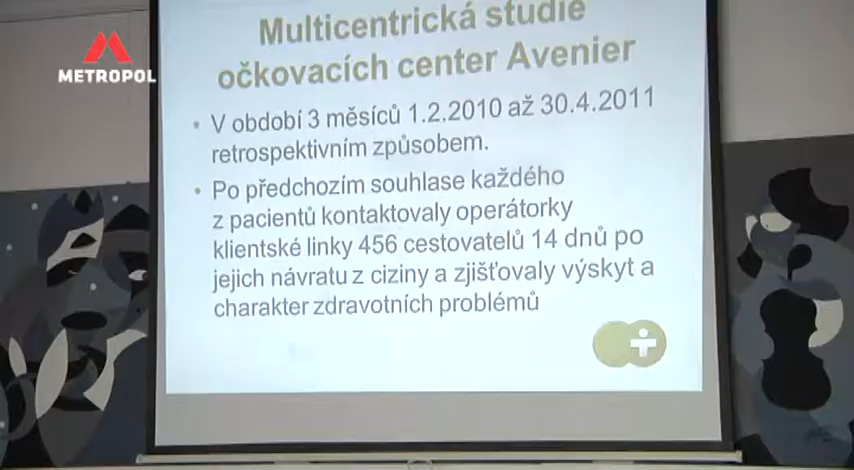 METROPOL
Multicentrická studie
očkovacích center Avenier
• V období 3 měsíců 1.2.2010 až 30.4.2011
retrospektivním způsobem.
• Po předchozím souhlase každého
z pacientů kontaktovaly operátorky
klientské linky 456 cestovatelů 14 dnů po
jejich návratu z ciziny a zjišťovaly výskyt a
charakter zdravotních problémů